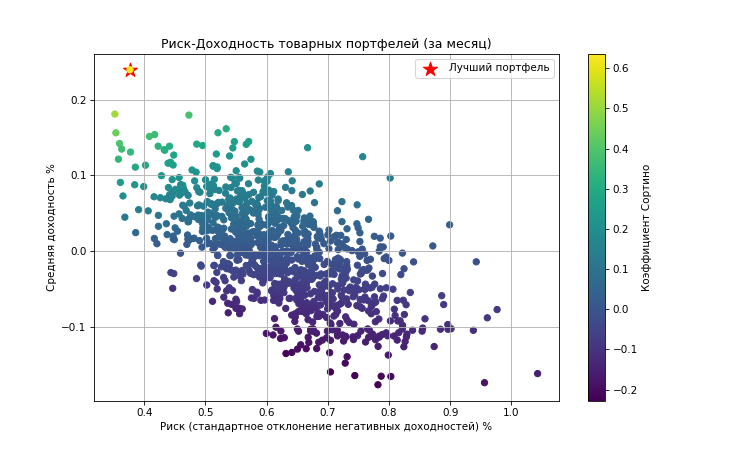 Риск-Доходность товарных портфелей (за месяц)
Лучший портфель
Средняя доходность %
0.2
0.1
0.0
−0.1
0.4 0.5 0.6 0.7 0.8 0.9 1.0
Риск (стандартное отклонение негативных доходностей) %
0.6
0.5
0.4
0.3
0.2
0.1
0.0
−0.1
−0.2
Коэффициент Сортино